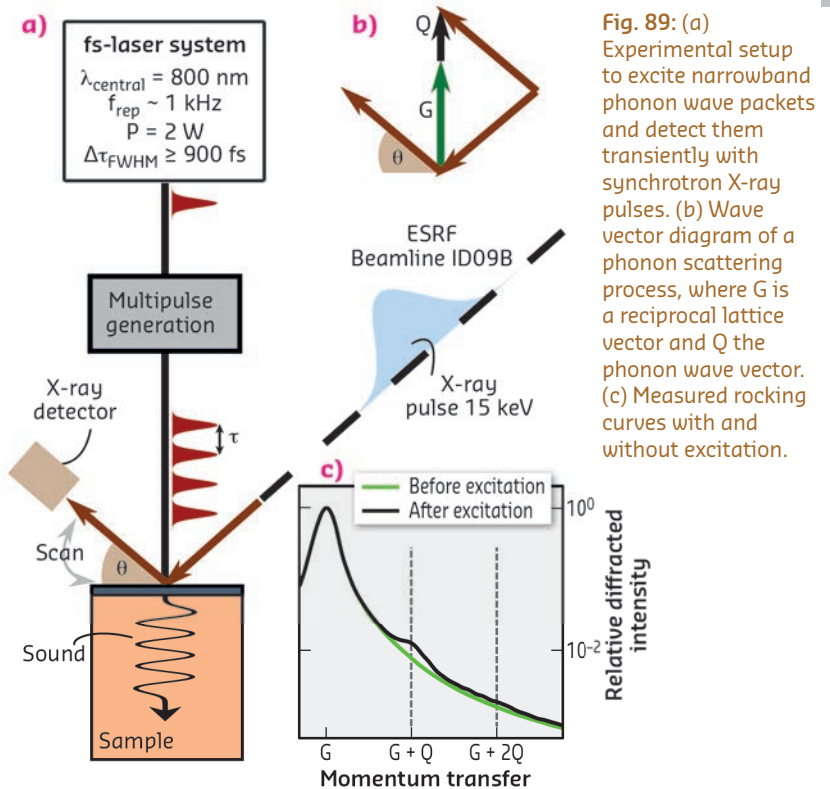 a)
fs-laser system
λcentral = 800 nm
frep ~ 1 kHz
P = 2 W
ΔτFWHM ≥ 900 fs
Multipulse
generation
X-ray
detector
τ
Scan
θ
Sound
Sample
b)
Q
G
θ
ESRF
Beamline ID09B
X-ray
pulse 15 keV
c)
Before excitation
After excitation
10⁰
10⁻²
Relative diffracted
intensity
G
G + Q
G + 2Q
Momentum transfer
Fig. 89: (a)
Experimental setup
to excite narrowband
phonon wave packets
and detect them
transiently with
synchrotron X-ray
pulses. (b) Wave
vector diagram of a
phonon scattering
process, where G is
a reciprocal lattice
vector and Q the
phonon wave vector.
(c) Measured rocking
curves with and
without excitation.